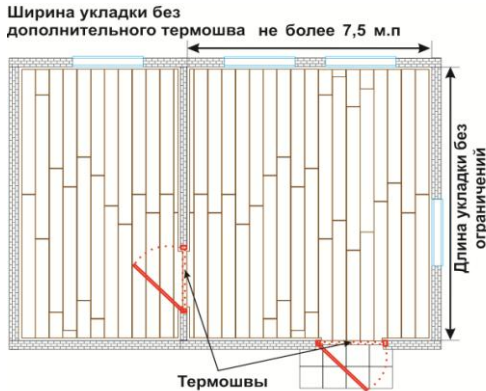 Ширина укладки без
дополнительного термошва не более 7,5 м.п
Длина укладки без
ограничений
Термошвы